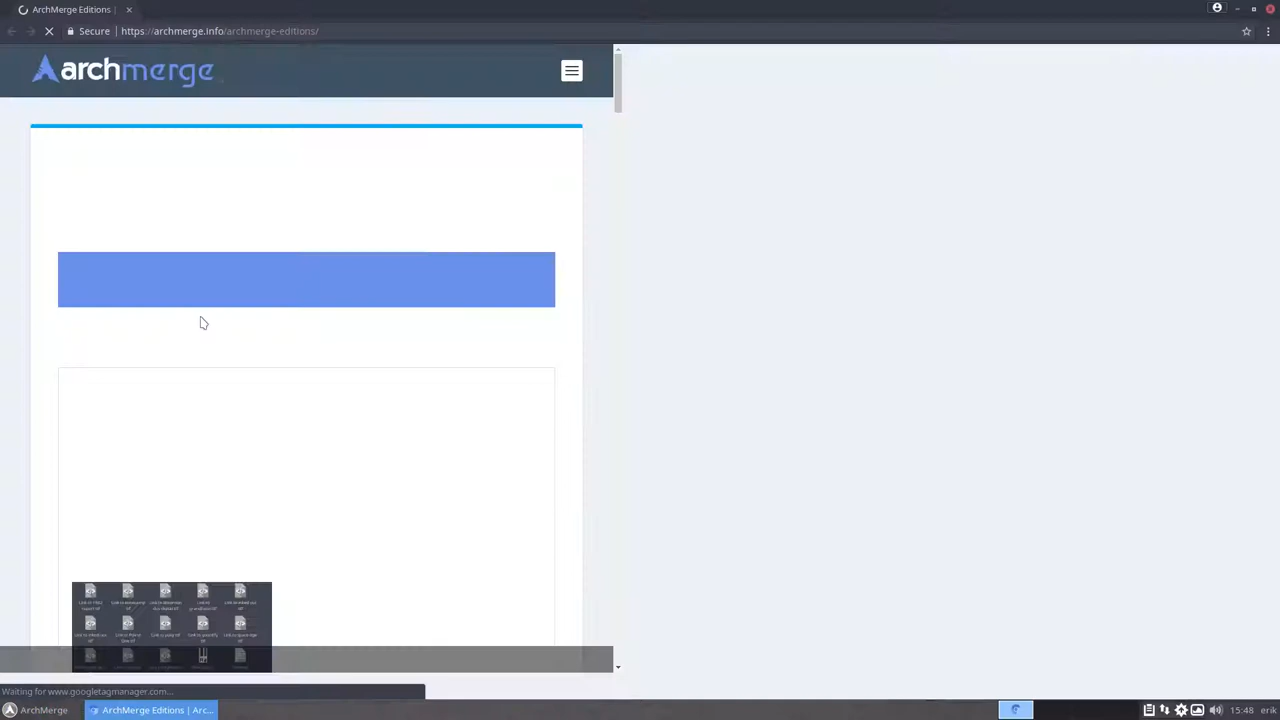 ArchMerge Editions |
Secure
https://archmerge.info/archmerge-editions/
archmerge
Waiting for www.googletagmanager.com...
ArchMerge
ArchMerge Editions | Arc...
15:48
erik